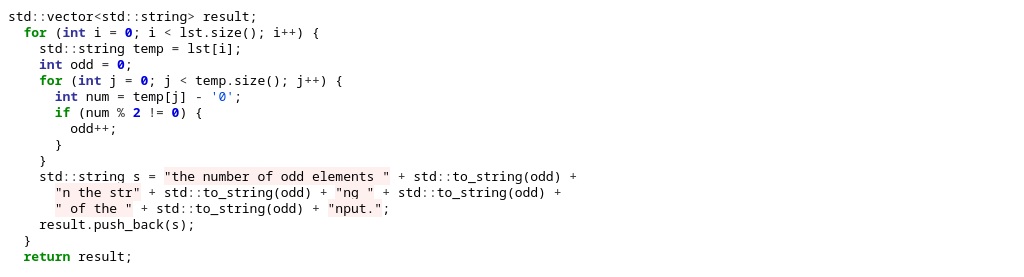 std::vector<std::string> result;
  for (int i = 0; i < lst.size(); i++) {
    std::string temp = lst[i];
    int odd = 0;
    for (int j = 0; j < temp.size(); j++) {
      int num = temp[j] - '0';
      if (num % 2 != 0) {
        odd++;
      }
    }
    std::string s = "the number of odd elements " + std::to_string(odd) +
      "n the str" + std::to_string(odd) + "ng " + std::to_string(odd) +
      " of the " + std::to_string(odd) + "nput.";
    result.push_back(s);
  }
  return result;